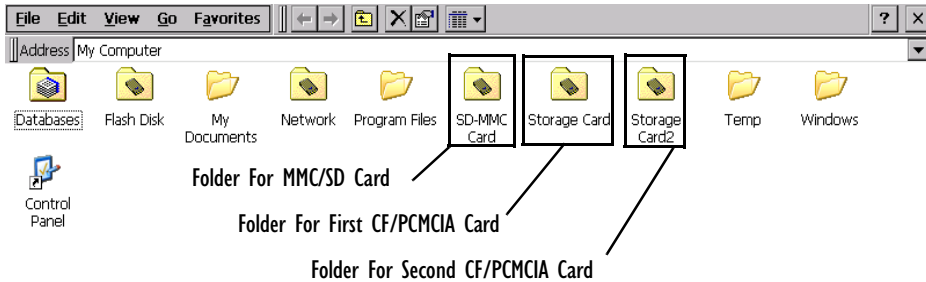 File Edit View Go Favorites ?
Address My Computer
Databases Flash Disk My Documents Network Program Files SD-MMC Card Storage Card Storage Card2 Temp Windows
Control Panel
Folder For MMC/SD Card
Folder For First CF/PCMCIA Card
Folder For Second CF/PCMCIA Card